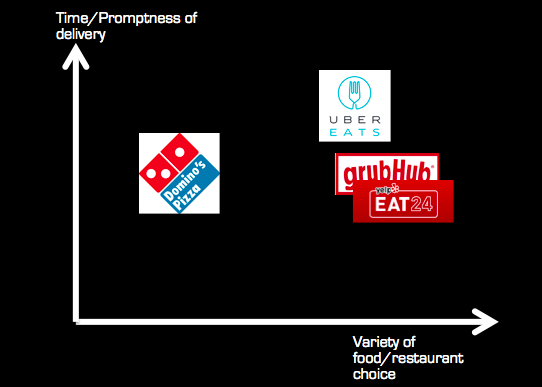 Time/Promptness of
delivery
UBER
EATS
Domino's
Pizza
grubHub
yelp
EAT24
Variety of
food/restaurant
choice